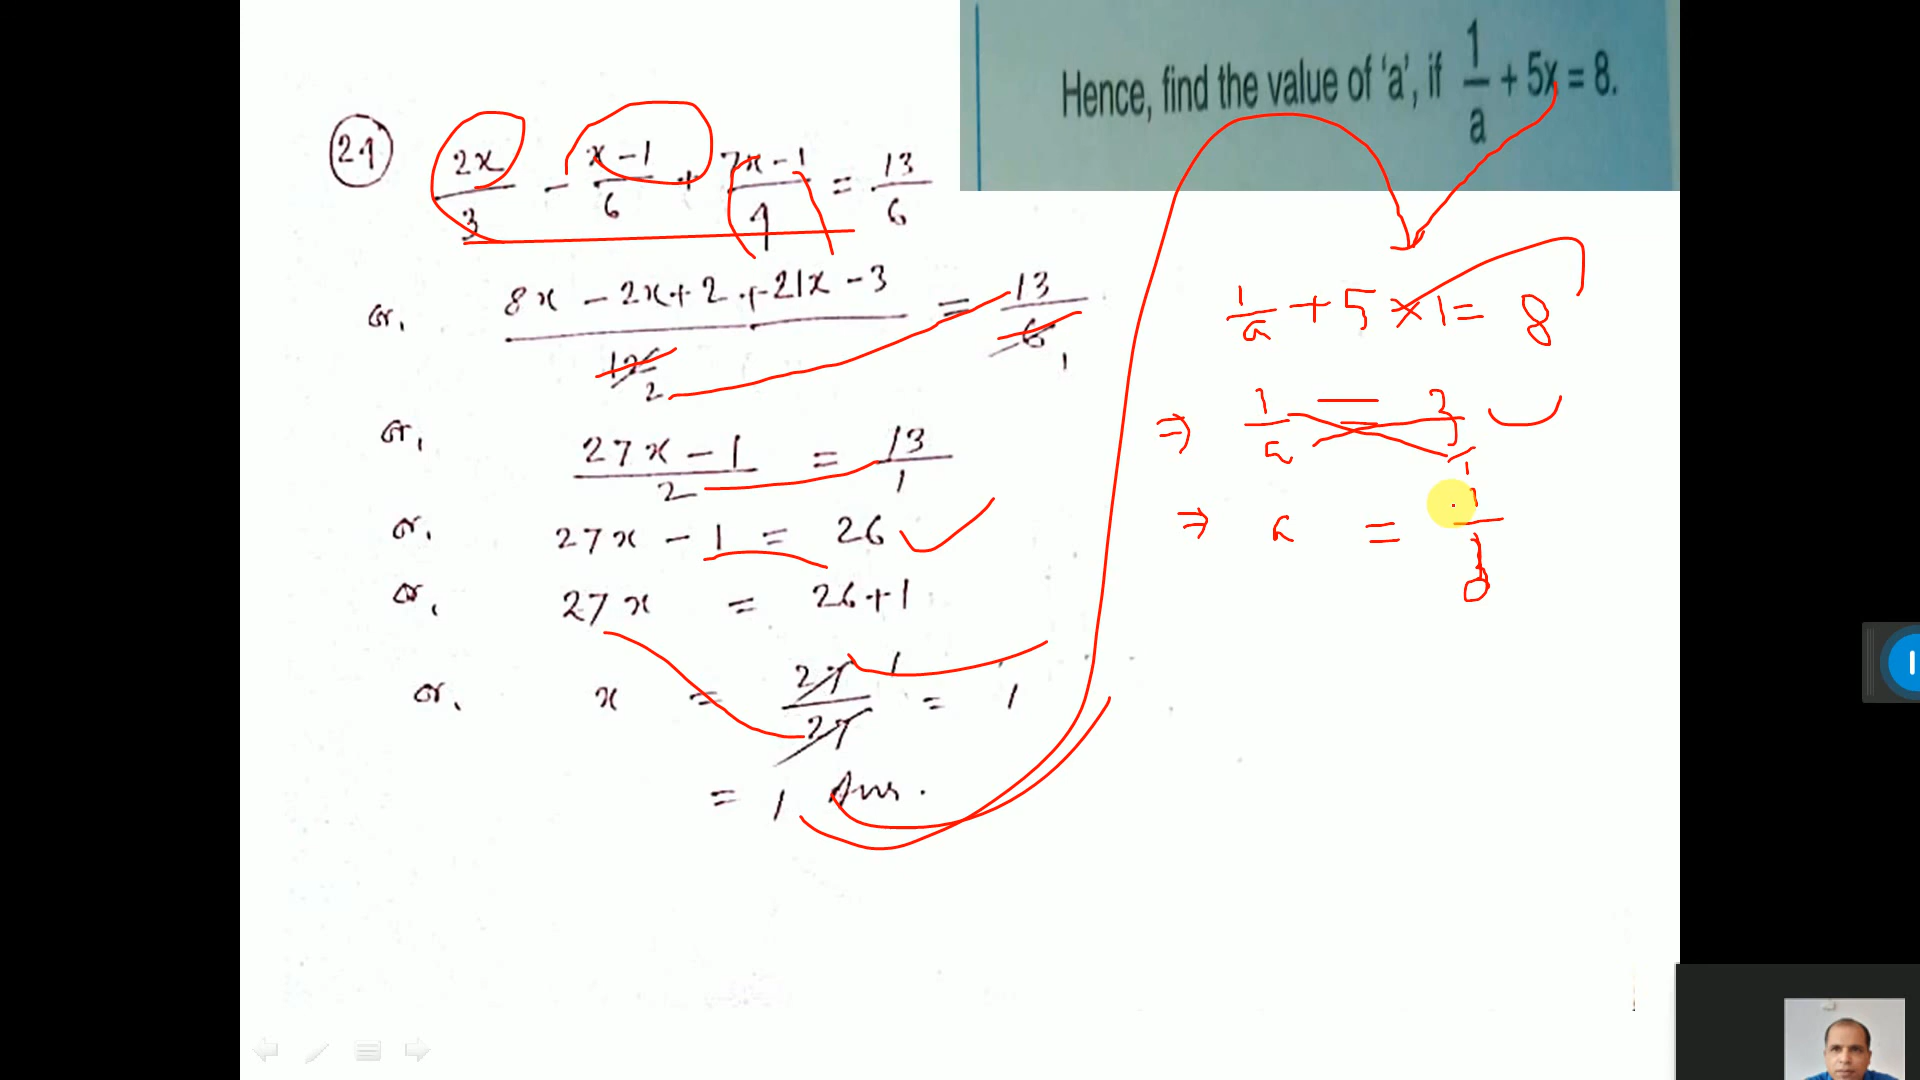 Hence, find the value of ‘a’, if 1/a + 5x = 8.
21 2x/3 - x-1/6 + 7x-1/4 = 13/6
or, 8x - 2x + 2 + 21x - 3/12 2 = 13/6 1
or, 27x - 1/2 = 13/1
or, 27x - 1 = 26
or, 27x = 26+1
or, x = 27/27 1 = 1
= 1 Ans.
1/a + 5 × 1 = 8
⇒ 1/a = 3/1
⇒ a = 1/3